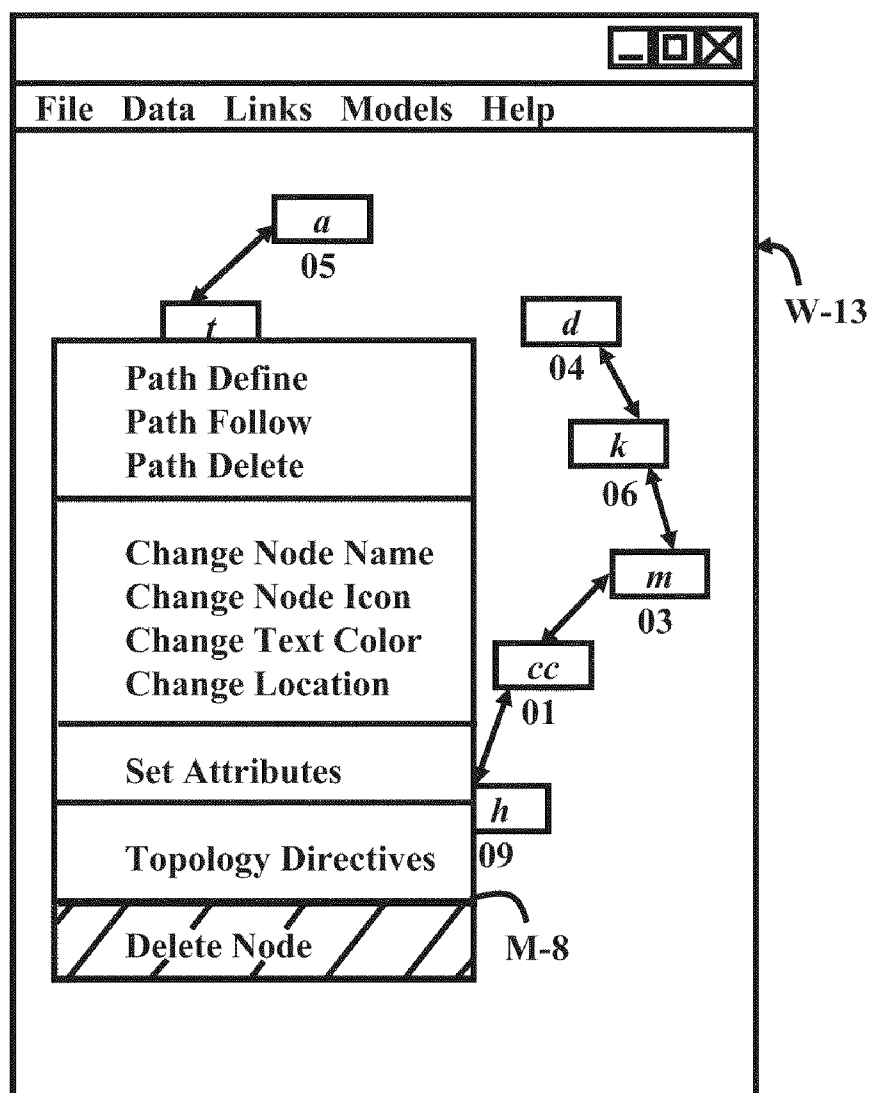 File Data Links Models Help
a
05
W-13
t
d
04
Path Define
Path Follow
Path Delete
k
06
Change Node Name
Change Node Icon
Change Text Color
Change Location
m
03
cc
01
Set Attributes
h
09
Topology Directives
Delete Node
M-8